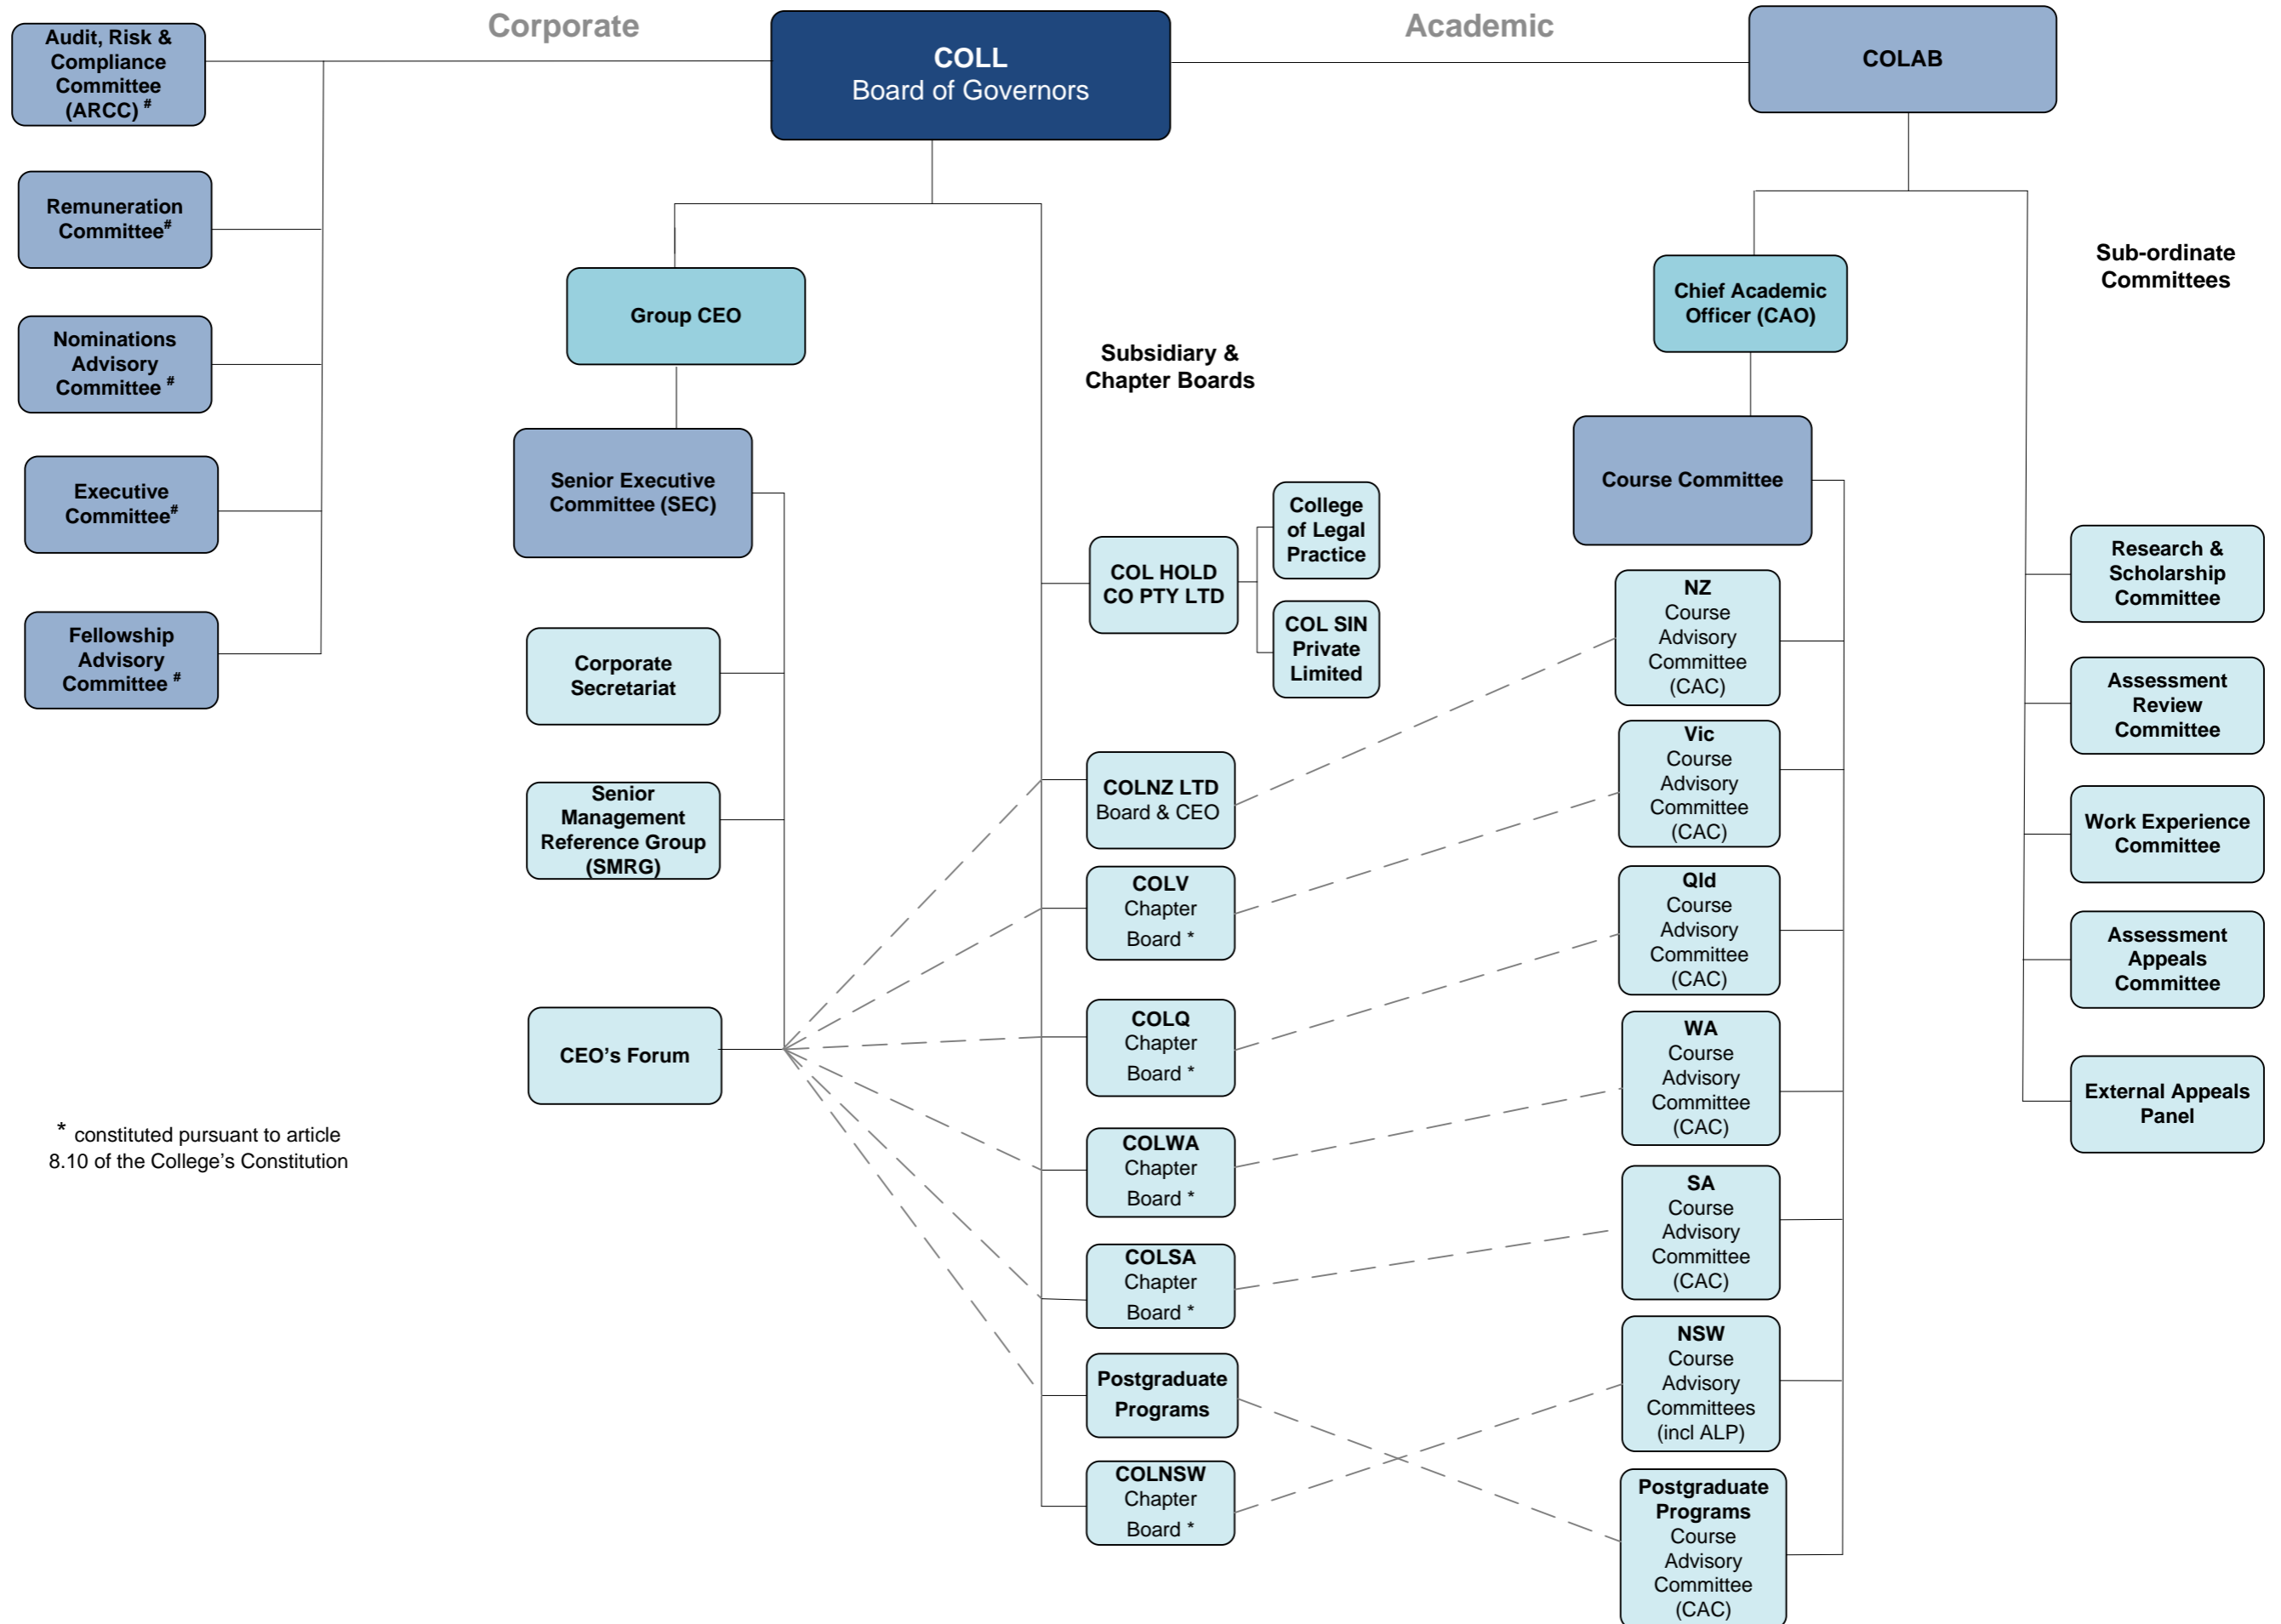 Corporate
Academic
Audit, Risk &
Compliance
Committee
(ARCC) #
COLL
Board of Governors
COLAB
Remuneration
Committee#
Nominations
Advisory
Committee #
Executive
Committee#
Fellowship
Advisory
Committee #
Group CEO
Senior Executive
Committee (SEC)
Corporate
Secretariat
Senior
Management
Reference Group
(SMRG)
CEO’s Forum
* constituted pursuant to article
8.10 of the College’s Constitution
Subsidiary &
Chapter Boards
COL HOLD
CO PTY LTD
College
of Legal
Practice
COL SIN
Private
Limited
COLNZ LTD
Board & CEO
COLV
Chapter
Board *
COLQ
Chapter
Board *
COLWA
Chapter
Board *
COLSA
Chapter
Board *
Postgraduate
Programs
COLNSW
Chapter
Board *
Chief Academic
Officer (CAO)
Course Committee
NZ
Course
Advisory
Committee
(CAC)
Vic
Course
Advisory
Committee
(CAC)
Qld
Course
Advisory
Committee
(CAC)
WA
Course
Advisory
Committee
(CAC)
SA
Course
Advisory
Committee
(CAC)
NSW
Course
Advisory
Committees
(incl ALP)
Postgraduate
Programs
Course
Advisory
Committee
(CAC)
Sub-ordinate
Committees
Research &
Scholarship
Committee
Assessment
Review
Committee
Work Experience
Committee
Assessment
Appeals
Committee
External Appeals
Panel